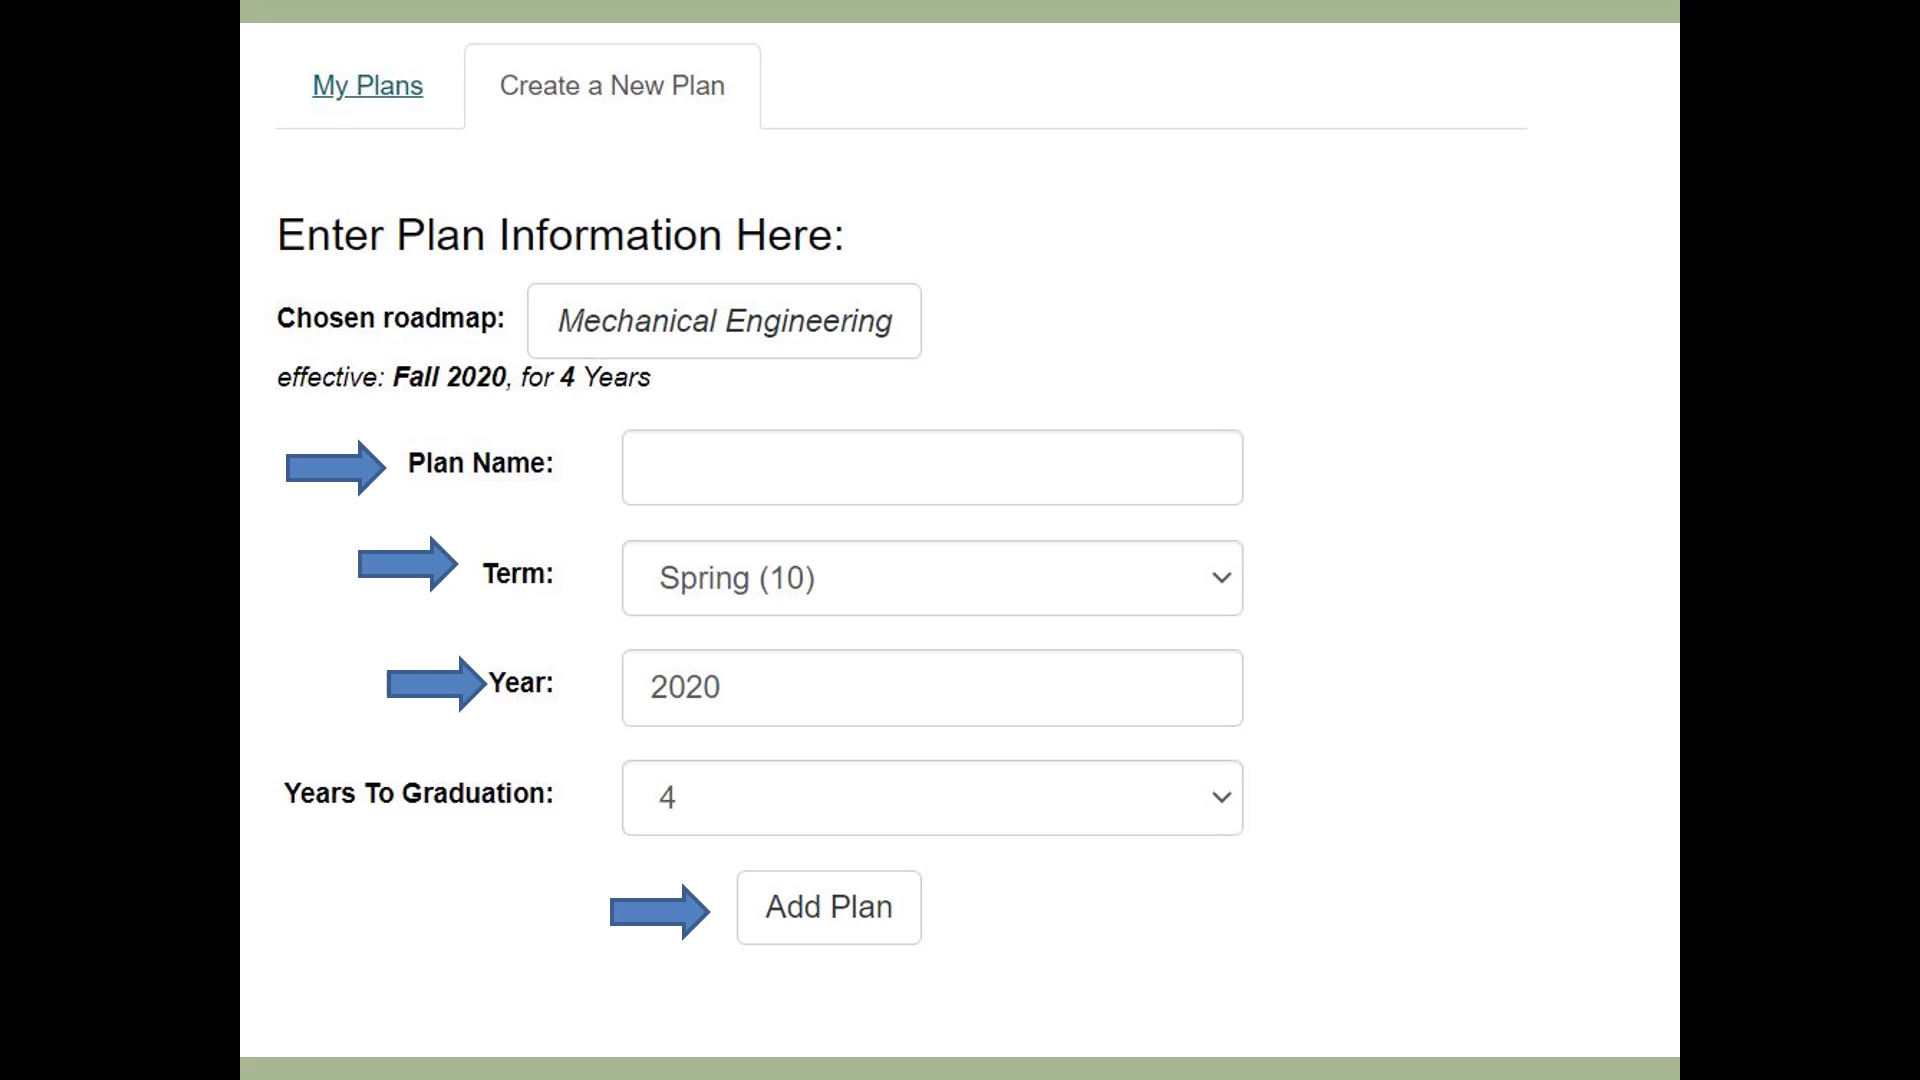 My Plans
Create a New Plan
Enter Plan Information Here:
Chosen roadmap: Mechanical Engineering
effective: Fall 2020, for 4 Years
Plan Name:
Term: Spring (10)
Year: 2020
Years To Graduation: 4
Add Plan